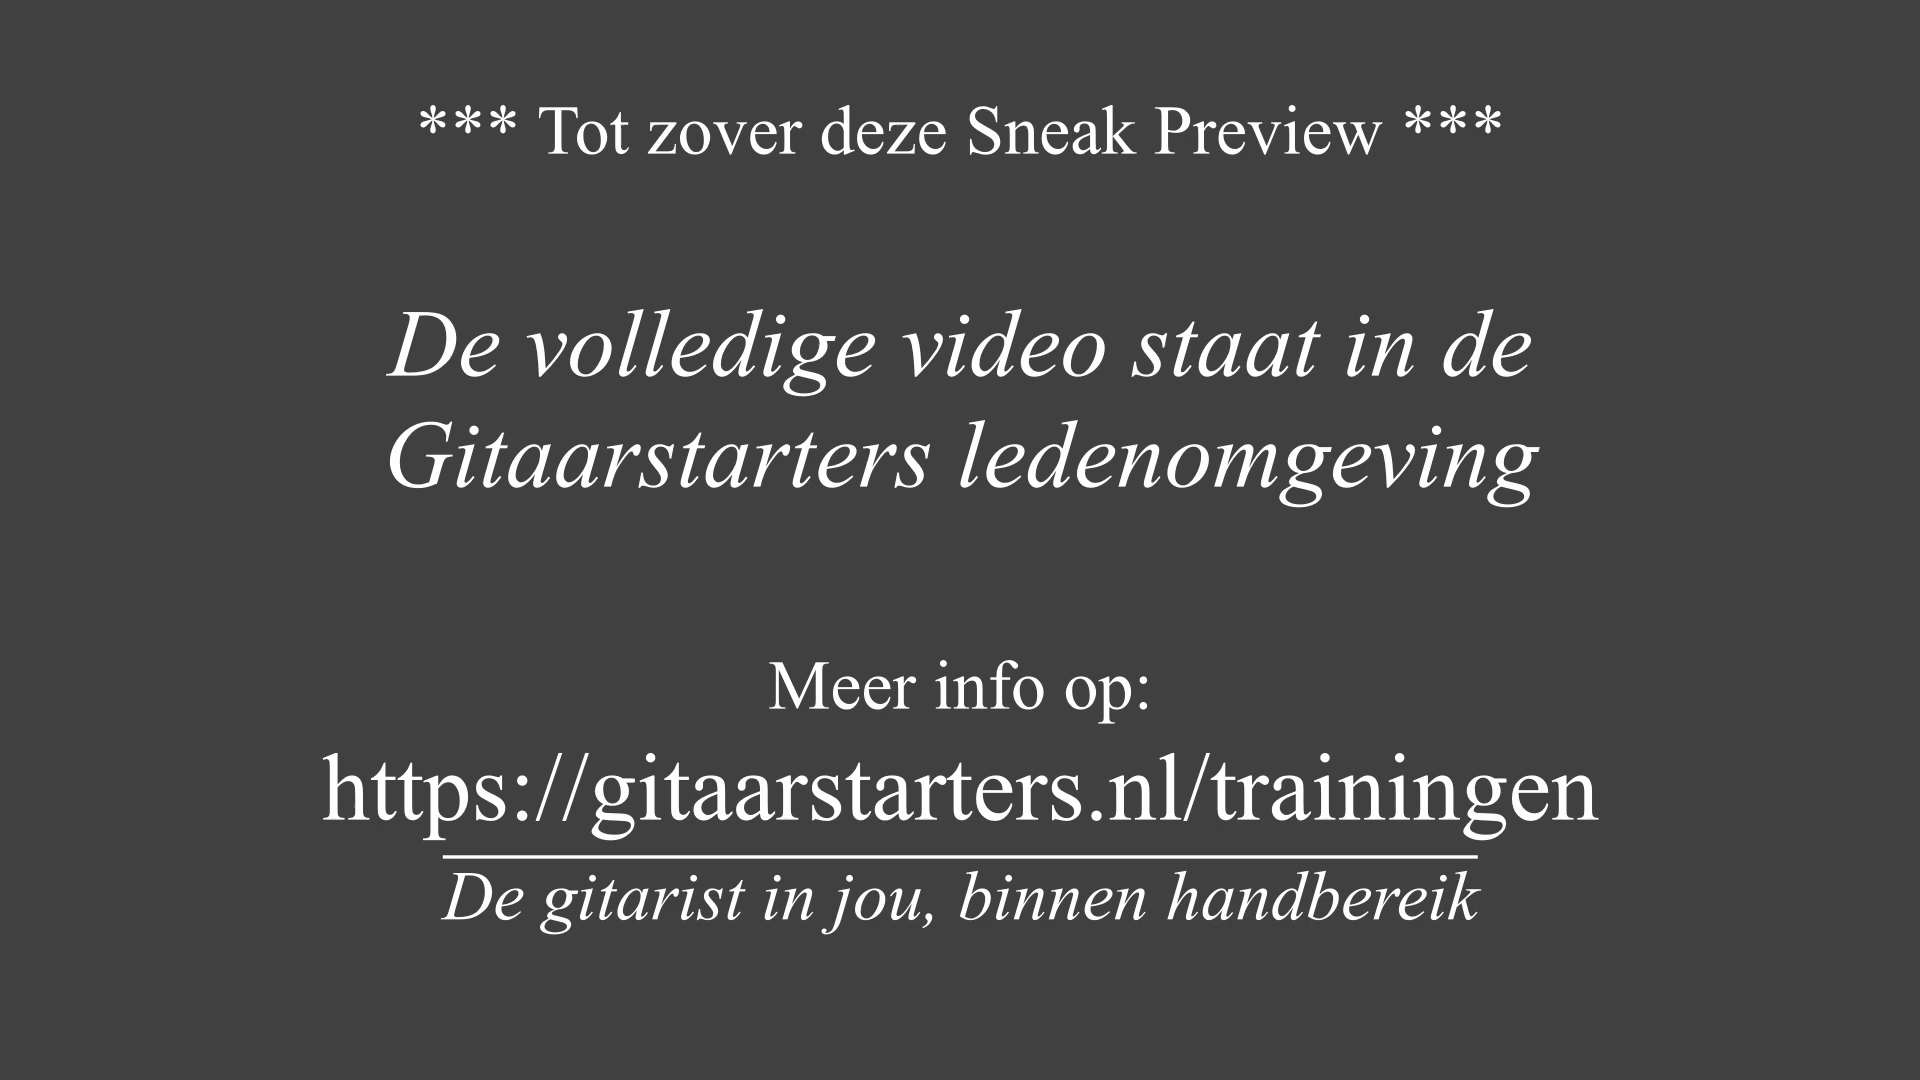 *** Tot zover deze Sneak Preview ***
De volledige video staat in de
Gitaarstarters ledenomgeving
Meer info op:
https://gitaarstarters.nl/trainingen
De gitarist in jou, binnen handbereik